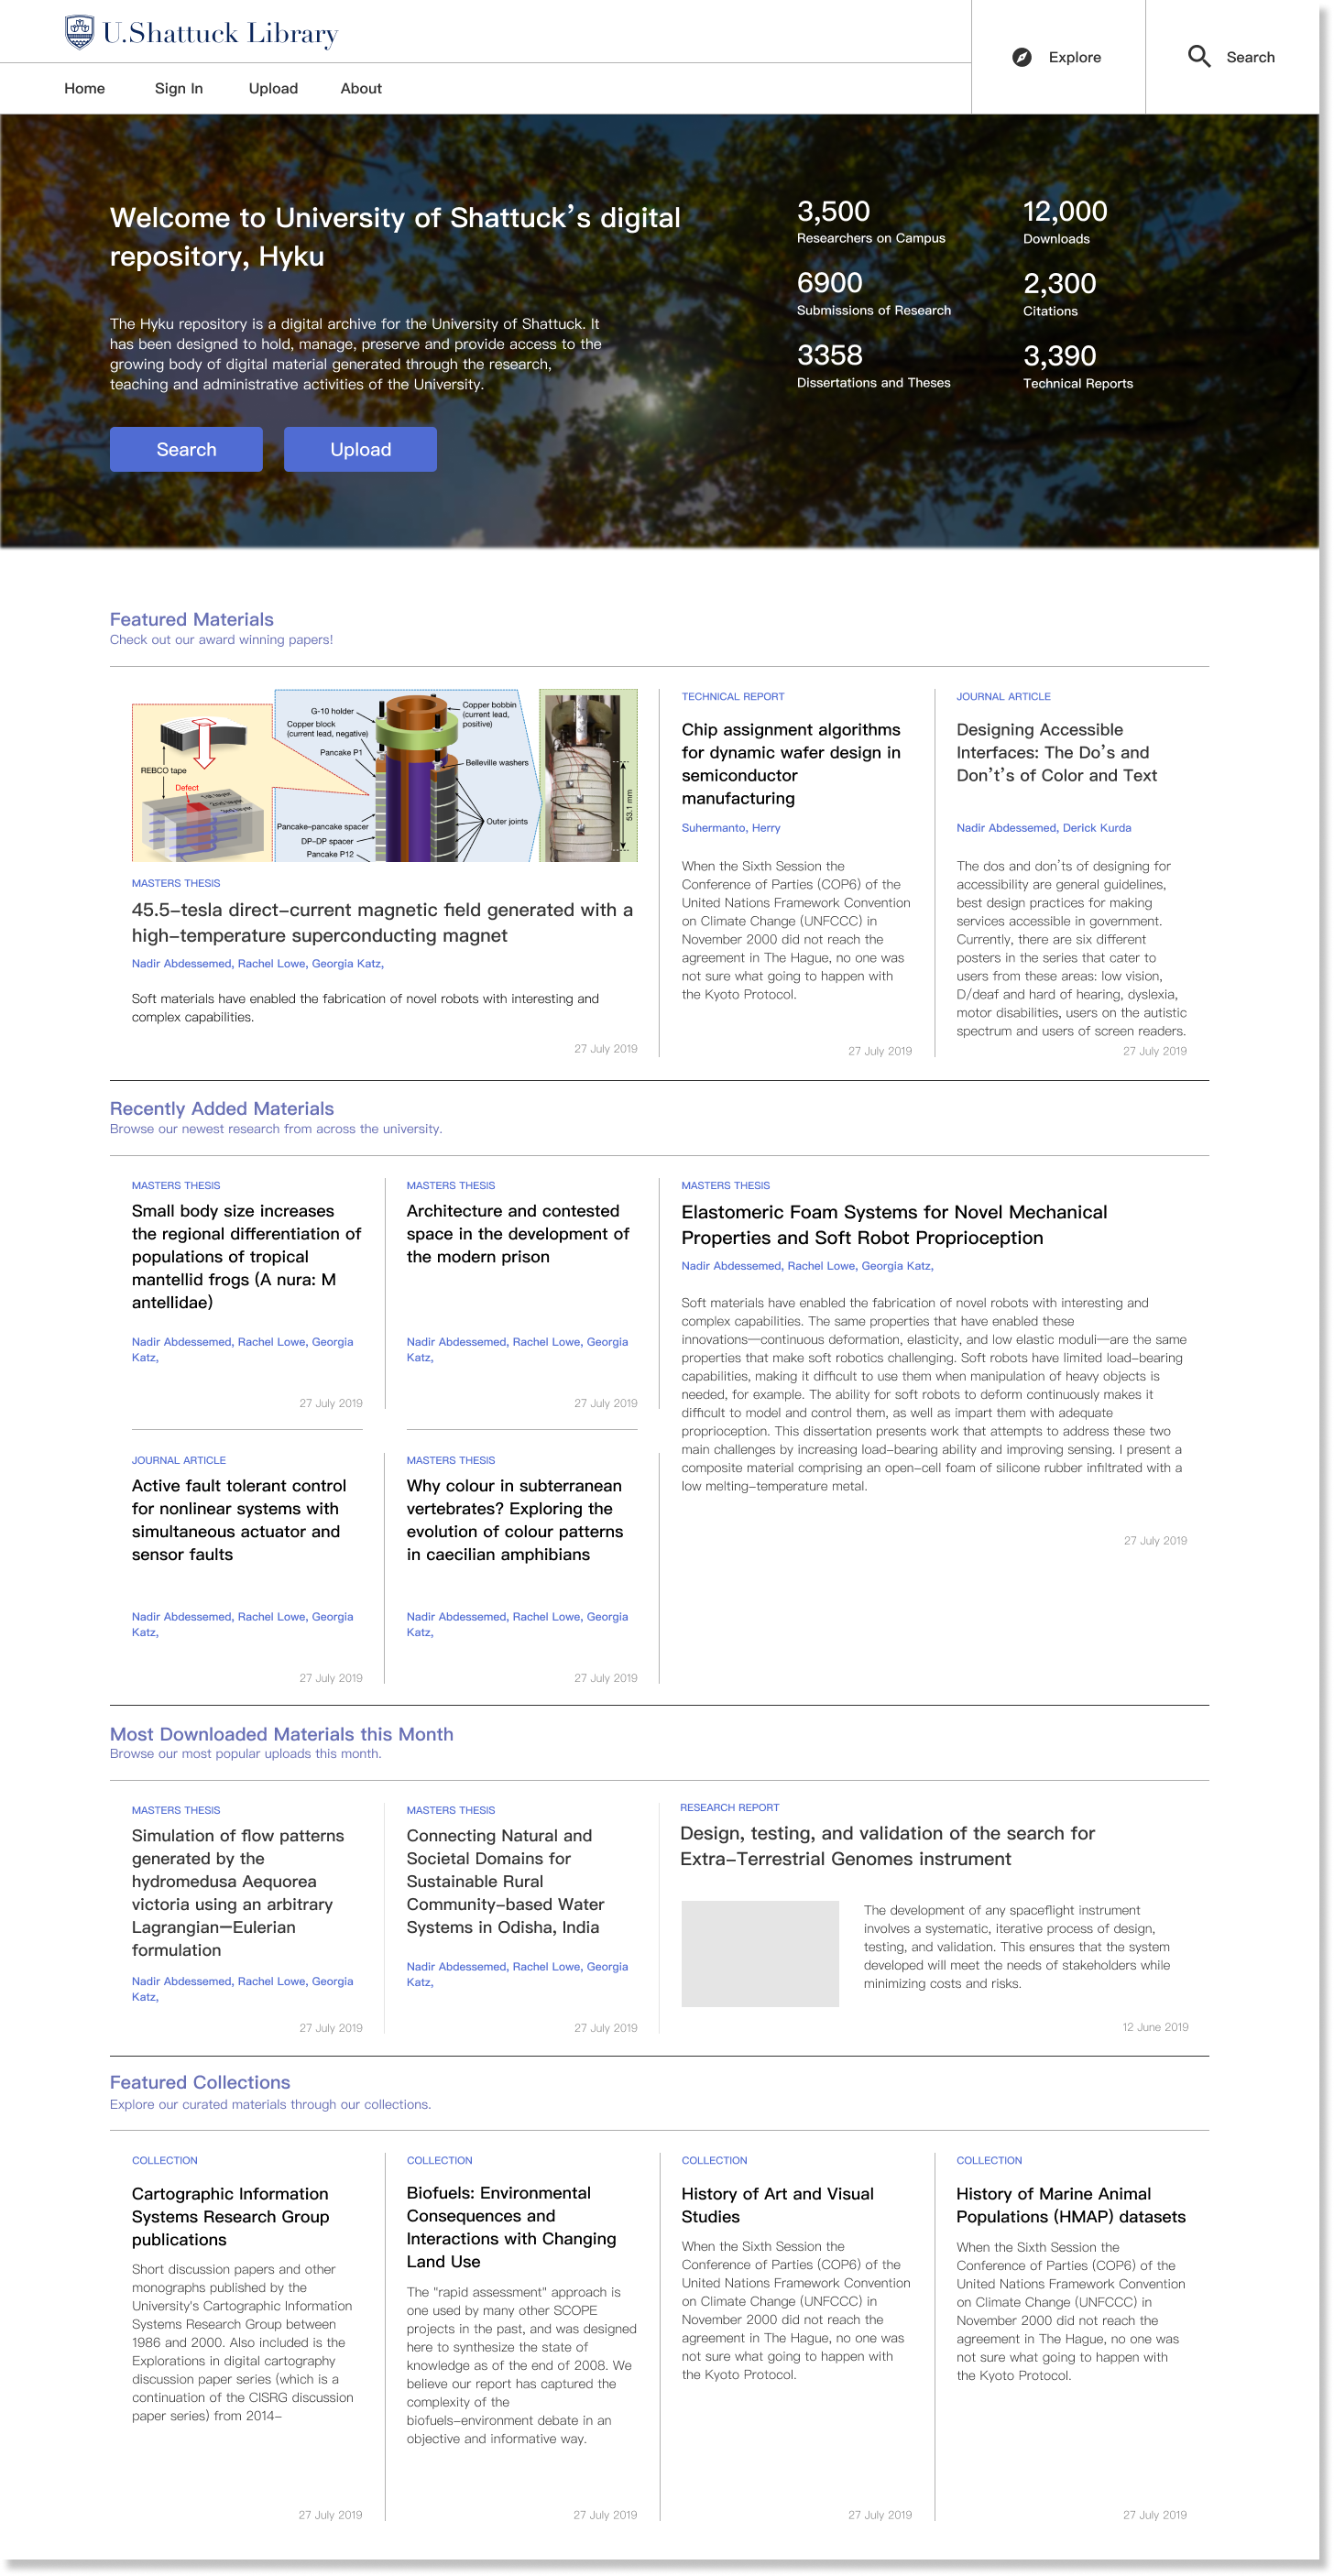 U.Shattuck Library
Explore
Search
Home
Sign In
Upload
About
Welcome to University of Shattuck's digital
repository, Hyku
The Hyku repository is a digital archive for the University of Shattuck. It
has been designed to hold, manage, preserve and provide access to the
growing body of digital material generated through the research,
teaching and administrative activities of the University.
Search
Upload
3,500
Researchers on Campus
12,000
Downloads
6900
Submissions of Research
2,300
Citations
3358
Dissertations and Theses
3,390
Technical Reports
Featured Materials
Check out our award winning papers!
G-10 holder
Copper block
(current lead, negative)
Pancake P1
REBCO tape
Defect
Copper bobbin
(current lead,
positive)
Belleville washers
Pancake-pancake spacer
DP-DP spacer
Pancake P12
Outer joints
53.1 mm
MASTERS THESIS
45.5-tesla direct-current magnetic field generated with a
high-temperature superconducting magnet
Nadir Abdessemed, Rachel Lowe, Georgia Katz,
Soft materials have enabled the fabrication of novel robots with interesting and
complex capabilities.
27 July 2019
TECHNICAL REPORT
Chip assignment algorithms
for dynamic wafer design in
semiconductor
manufacturing
Suhermanto, Herry
When the Sixth Session the
Conference of Parties (COP6) of the
United Nations Framework Convention
on Climate Change (UNFCCC) in
November 2000 did not reach the
agreement in The Hague, no one was
not sure what going to happen with
the Kyoto Protocol.
27 July 2019
JOURNAL ARTICLE
Designing Accessible
Interfaces: The Do's and
Don't's of Color and Text
Nadir Abdessemed, Derick Kurda
The dos and don'ts of designing for
accessibility are general guidelines,
best design practices for making
services accessible in government.
Currently, there are six different
posters in the series that cater to
users from these areas: low vision,
D/deaf and hard of hearing, dyslexia,
motor disabilities, users on the autistic
spectrum and users of screen readers.
27 July 2019
Recently Added Materials
Browse our newest research from across the university.
MASTERS THESIS
Small body size increases
the regional differentiation of
populations of tropical
mantellid frogs (A nura: M
antellidae)
Nadir Abdessemed, Rachel Lowe, Georgia
Katz,
27 July 2019
MASTERS THESIS
Architecture and contested
space in the development of
the modern prison
Nadir Abdessemed, Rachel Lowe, Georgia
Katz,
27 July 2019
MASTERS THESIS
Elastomeric Foam Systems for Novel Mechanical
Properties and Soft Robot Proprioception
Nadir Abdessemed, Rachel Lowe, Georgia Katz,
Soft materials have enabled the fabrication of novel robots with interesting and
complex capabilities. The same properties that have enabled these
innovations—continuous deformation, elasticity, and low elastic moduli—are the same
properties that make soft robotics challenging. Soft robots have limited load-bearing
capabilities, making it difficult to use them when manipulation of heavy objects is
needed, for example. The ability for soft robots to deform continuously makes it
difficult to model and control them, as well as impart them with adequate
proprioception. This dissertation presents work that attempts to address these two
main challenges by increasing load-bearing ability and improving sensing. I present a
composite material comprising an open-cell foam of silicone rubber infiltrated with a
low melting-temperature metal.
27 July 2019
JOURNAL ARTICLE
Active fault tolerant control
for nonlinear systems with
simultaneous actuator and
sensor faults
Nadir Abdessemed, Rachel Lowe, Georgia
Katz,
27 July 2019
MASTERS THESIS
Why colour in subterranean
vertebrates? Exploring the
evolution of colour patterns
in caecilian amphibians
Nadir Abdessemed, Rachel Lowe, Georgia
Katz,
27 July 2019
Most Downloaded Materials this Month
Browse our most popular uploads this month.
MASTERS THESIS
Simulation of flow patterns
generated by the
hydromedusa Aequorea
victoria using an arbitrary
Lagrangian—Eulerian
formulation
Nadir Abdessemed, Rachel Lowe, Georgia
Katz,
27 July 2019
MASTERS THESIS
Connecting Natural and
Societal Domains for
Sustainable Rural
Community-based Water
Systems in Odisha, India
Nadir Abdessemed, Rachel Lowe, Georgia
Katz,
27 July 2019
RESEARCH REPORT
Design, testing, and validation of the search for
Extra-Terrestrial Genomes instrument
The development of any spaceflight instrument
involves a systematic, iterative process of design,
testing, and validation. This ensures that the system
developed will meet the needs of stakeholders while
minimizing costs and risks.
12 June 2019
Featured Collections
Explore our curated materials through our collections.
COLLECTION
Cartographic Information
Systems Research Group
publications
Short discussion papers and other
monographs published by the
University's Cartographic Information
Systems Research Group between
1986 and 2000. Also included is the
Explorations in digital cartography
discussion paper series (which is a
continuation of the CISRG discussion
paper series) from 2014-
27 July 2019
COLLECTION
Biofuels: Environmental
Consequences and
Interactions with Changing
Land Use
The "rapid assessment" approach is
one used by many other SCOPE
projects in the past, and was designed
here to synthesize the state of
knowledge as of the end of 2008. We
believe our report has captured the
complexity of the
biofuels-environment debate in an
objective and informative way.
27 July 2019
COLLECTION
History of Art and Visual
Studies
When the Sixth Session the
Conference of Parties (COP6) of the
United Nations Framework Convention
on Climate Change (UNFCCC) in
November 2000 did not reach the
agreement in The Hague, no one was
not sure what going to happen with
the Kyoto Protocol.
27 July 2019
COLLECTION
History of Marine Animal
Populations (HMAP) datasets
When the Sixth Session the
Conference of Parties (COP6) of the
United Nations Framework Convention
on Climate Change (UNFCCC) in
November 2000 did not reach the
agreement in The Hague, no one was
not sure what going to happen with
the Kyoto Protocol.
27 July 2019